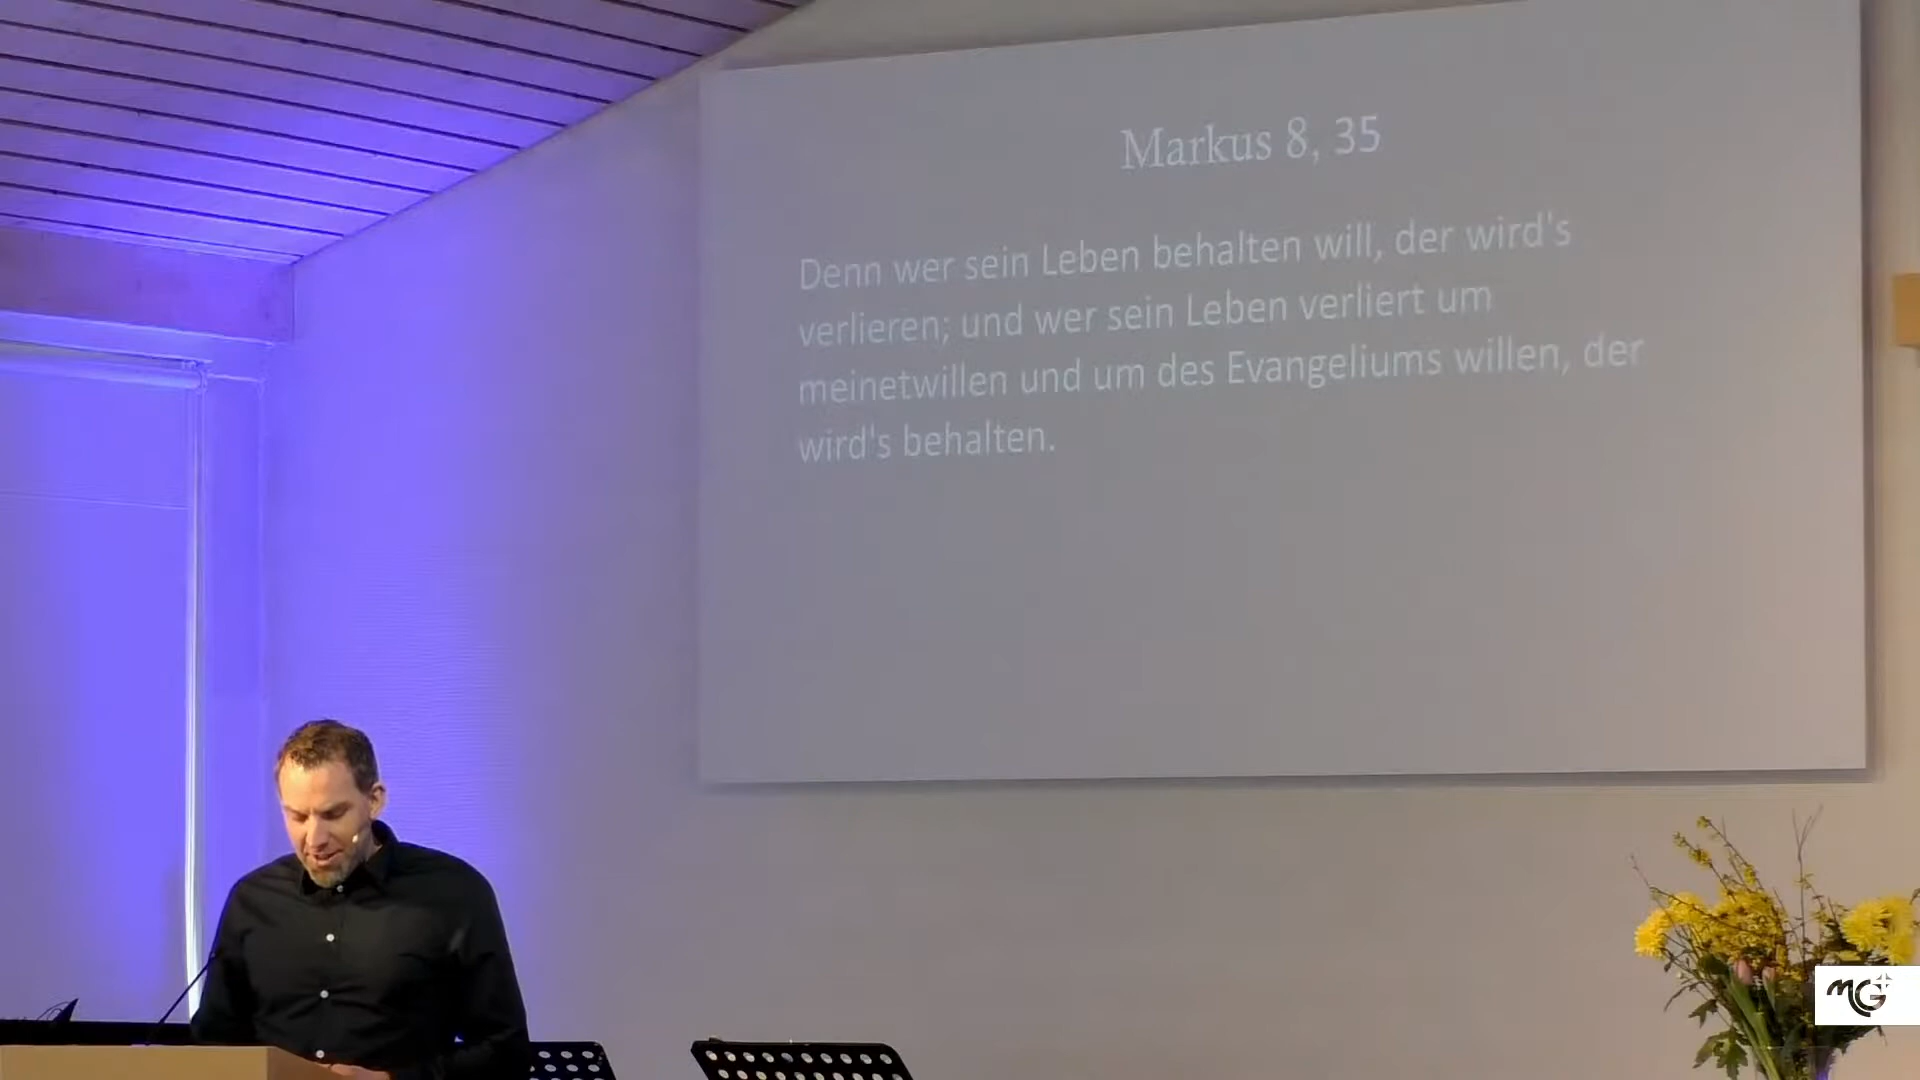 Markus 8, 35
Denn wer sein Leben behalten will, der wird's
verlieren; und wer sein Leben verliert um
meinetwillen und um des Evangeliums willen, der
wird's behalten.
MG